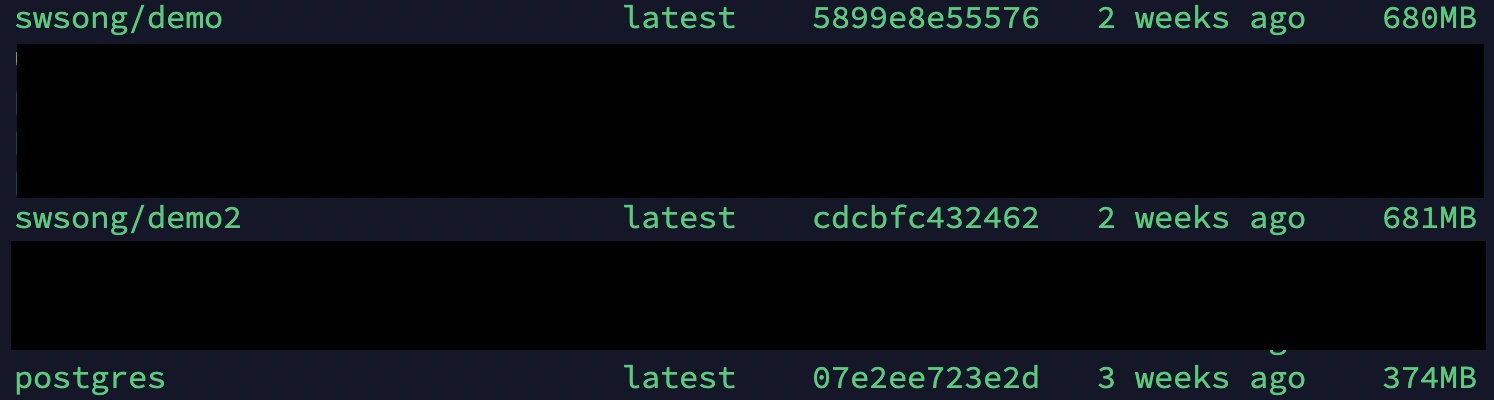 swsong/demo latest 5899e8e55576 2 weeks ago 680MB
swsong/demo2 latest cdcbfc432462 2 weeks ago 681MB
postgres latest 07e2ee723e2d 3 weeks ago 374MB